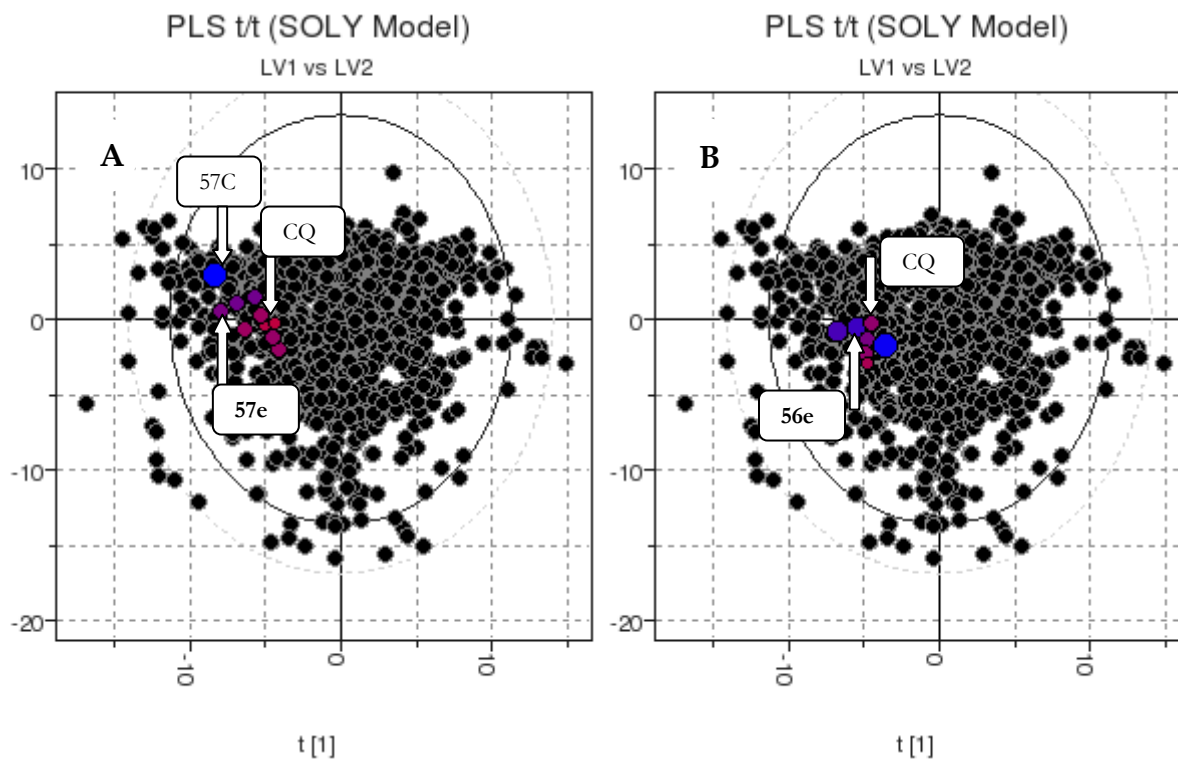 PLS t/t (SOLY Model)
LV1 vs LV2
A
57C
CQ
57e
10
0
-10
-20
-10
0
10
t [1]
PLS t/t (SOLY Model)
LV1 vs LV2
B
CQ
56e
10
0
-10
-20
-10
0
10
t [1]